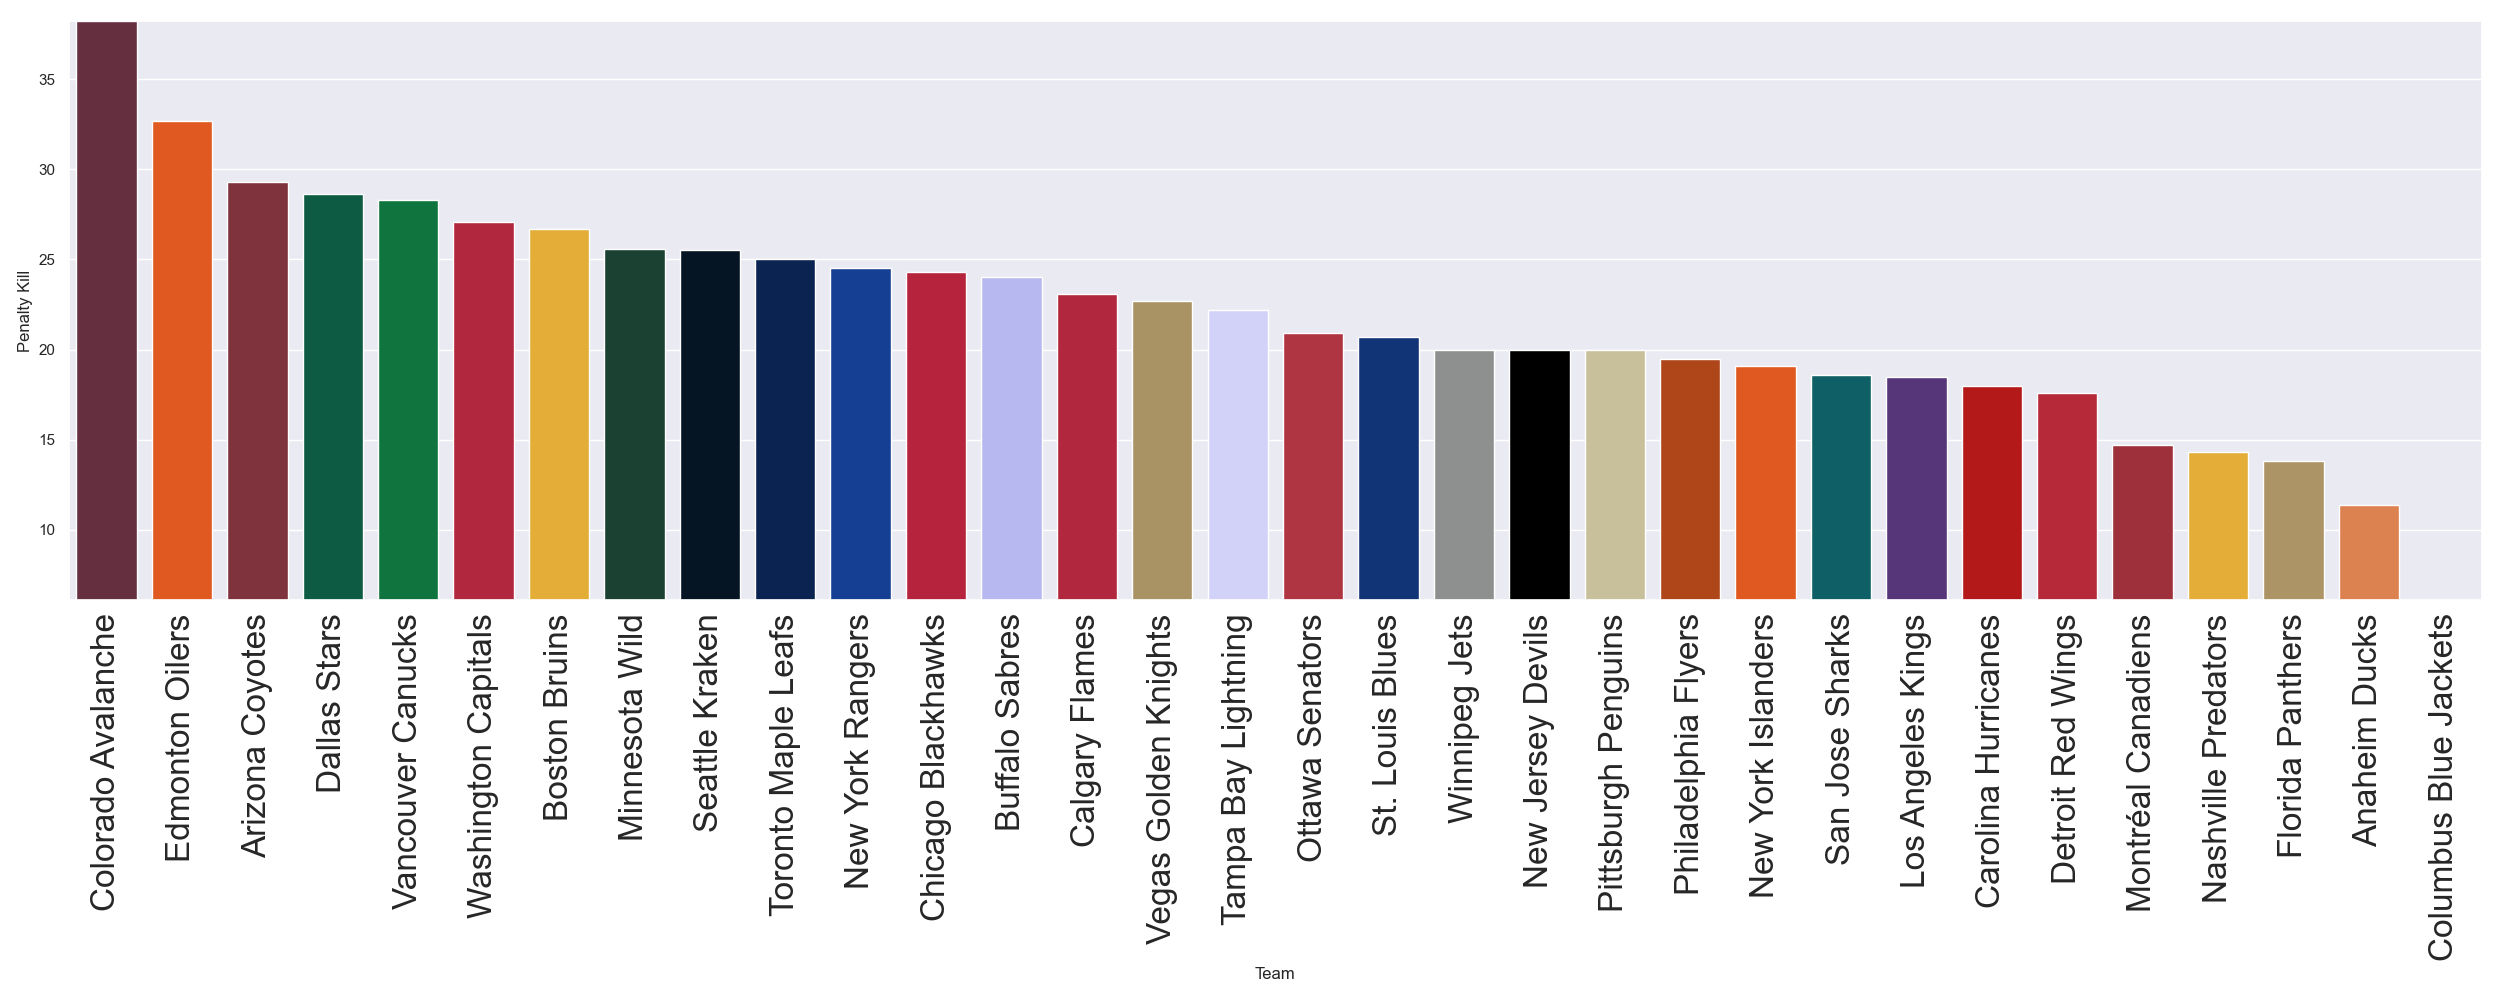 35
30
25
20
15
10
Penalty Kill
Colorado Avalanche
Edmonton Oilers
Arizona Coyotes
Dallas Stars
Vancouver Canucks
Washington Capitals
Boston Bruins
Minnesota Wild
Seattle Kraken
Toronto Maple Leafs
New York Rangers
Chicago Blackhawks
Buffalo Sabres
Calgary Flames
Vegas Golden Knights
Tampa Bay Lightning
Ottawa Senators
St. Louis Blues
Winnipeg Jets
New Jersey Devils
Pittsburgh Penguins
Philadelphia Flyers
New York Islanders
San Jose Sharks
Los Angeles Kings
Carolina Hurricanes
Detroit Red Wings
Montréal Canadiens
Nashville Predators
Florida Panthers
Anaheim Ducks
Columbus Blue Jackets
Team